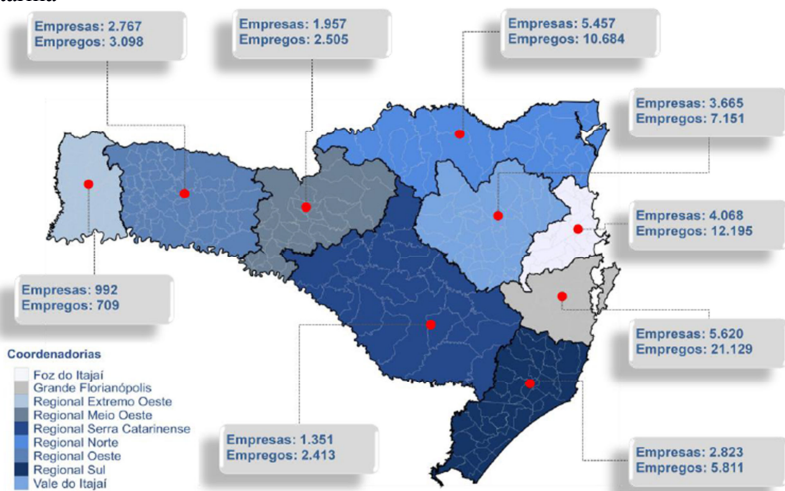 Empresas: 2.767
Empregos: 3.098
Empresas: 1.957
Empregos: 2.505
Empresas: 5.457
Empregos: 10.684
Empresas: 3.665
Empregos: 7.151
Empresas: 4.068
Empregos: 12.195
Empresas: 992
Empregos: 709
Empresas: 5.620
Empregos: 21.129
Coordenadorias
Foz do Itajaí
Grande Florianópolis
Regional Extremo Oeste
Regional Meio Oeste
Regional Serra Catarinense
Regional Norte
Regional Oeste
Regional Sul
Vale do Itajaí
Empresas: 1.351
Empregos: 2.413
Empresas: 2.823
Empregos: 5.811